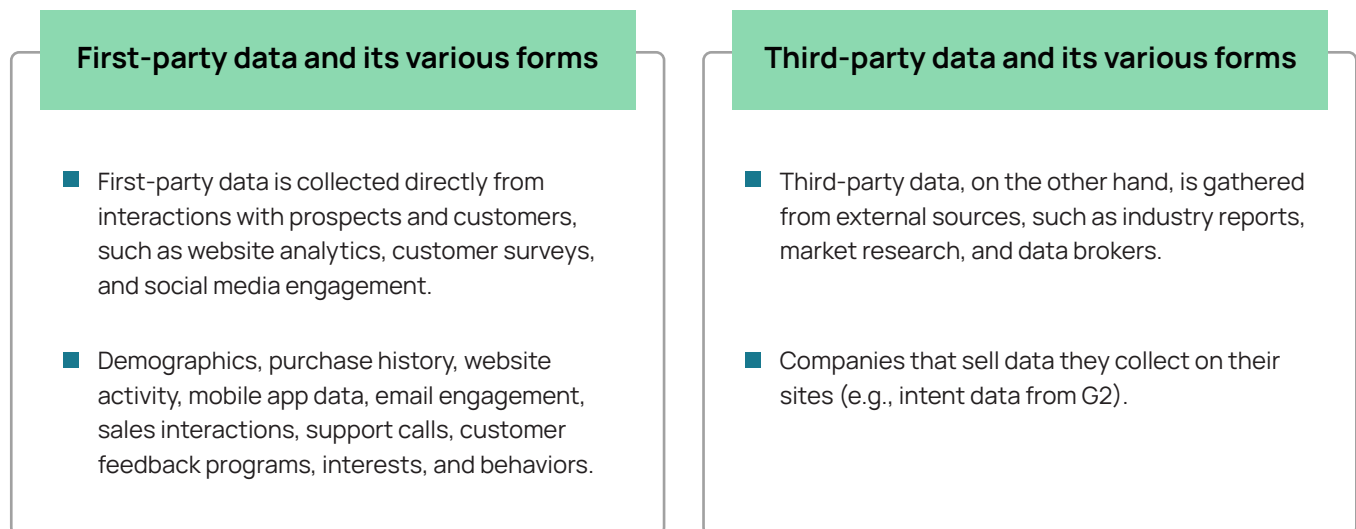 First-party data and its various forms
First-party data is collected directly from
interactions with prospects and customers,
such as website analytics, customer surveys,
and social media engagement.
Demographics, purchase history, website
activity, mobile app data, email engagement,
sales interactions, support calls, customer
feedback programs, interests, and behaviors.
Third-party data and its various forms
Third-party data, on the other hand, is gathered
from external sources, such as industry reports,
market research, and data brokers.
Companies that sell data they collect on their
sites (e.g., intent data from G2).